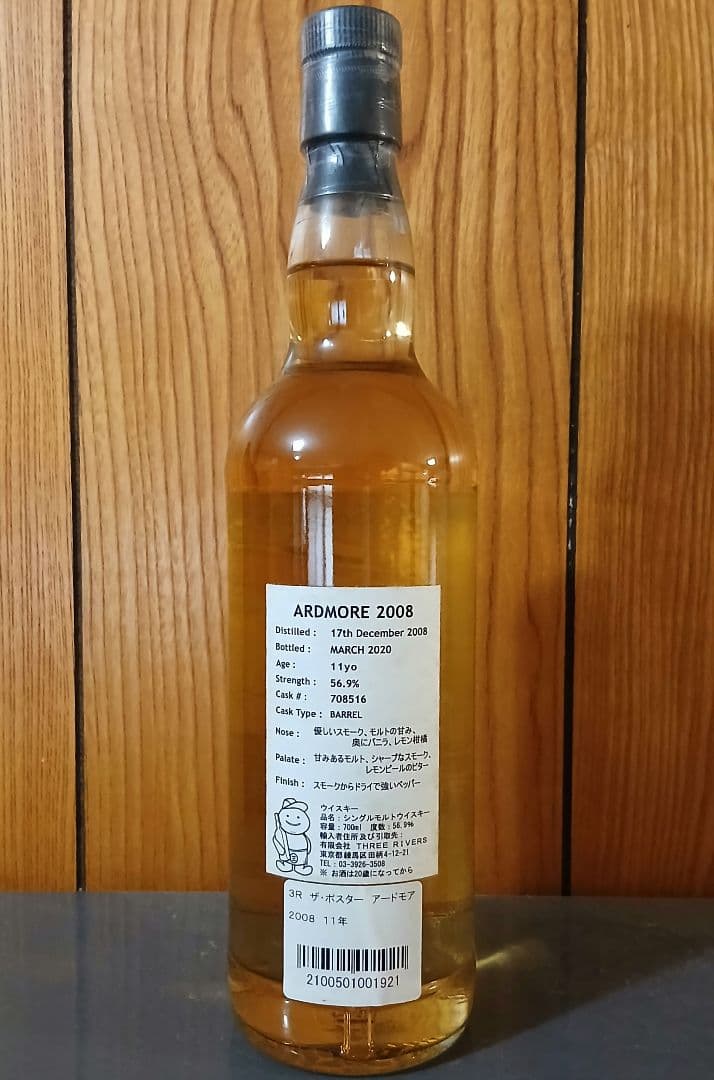 ARDMORE 2008
Distilled : 17th December 2008
Bottled : MARCH 2020
Age : 11yo
Strength : 56.9%
Cask # : 708516
Cask Type : BARREL
Nose : 優しいスモーク、モルトの甘み、
奥にバニラ、レモン柑橘
Palate : 甘みあるモルト、シャープなスモーク、
レモンピールのビター
Finish : スモークからドライで強いペッパー
ウイスキー
品名：シングルモルトウイスキー
容量：700ml 度数：56.9%
輸入者住所及び引取先：
有限会社 THREE RIVERS
東京都練馬区田柄4-12-21
TEL：03-3926-3508
※ お酒は20歳になってから
3R ザ・ポスター アードモア
2008 11年
2100501001921